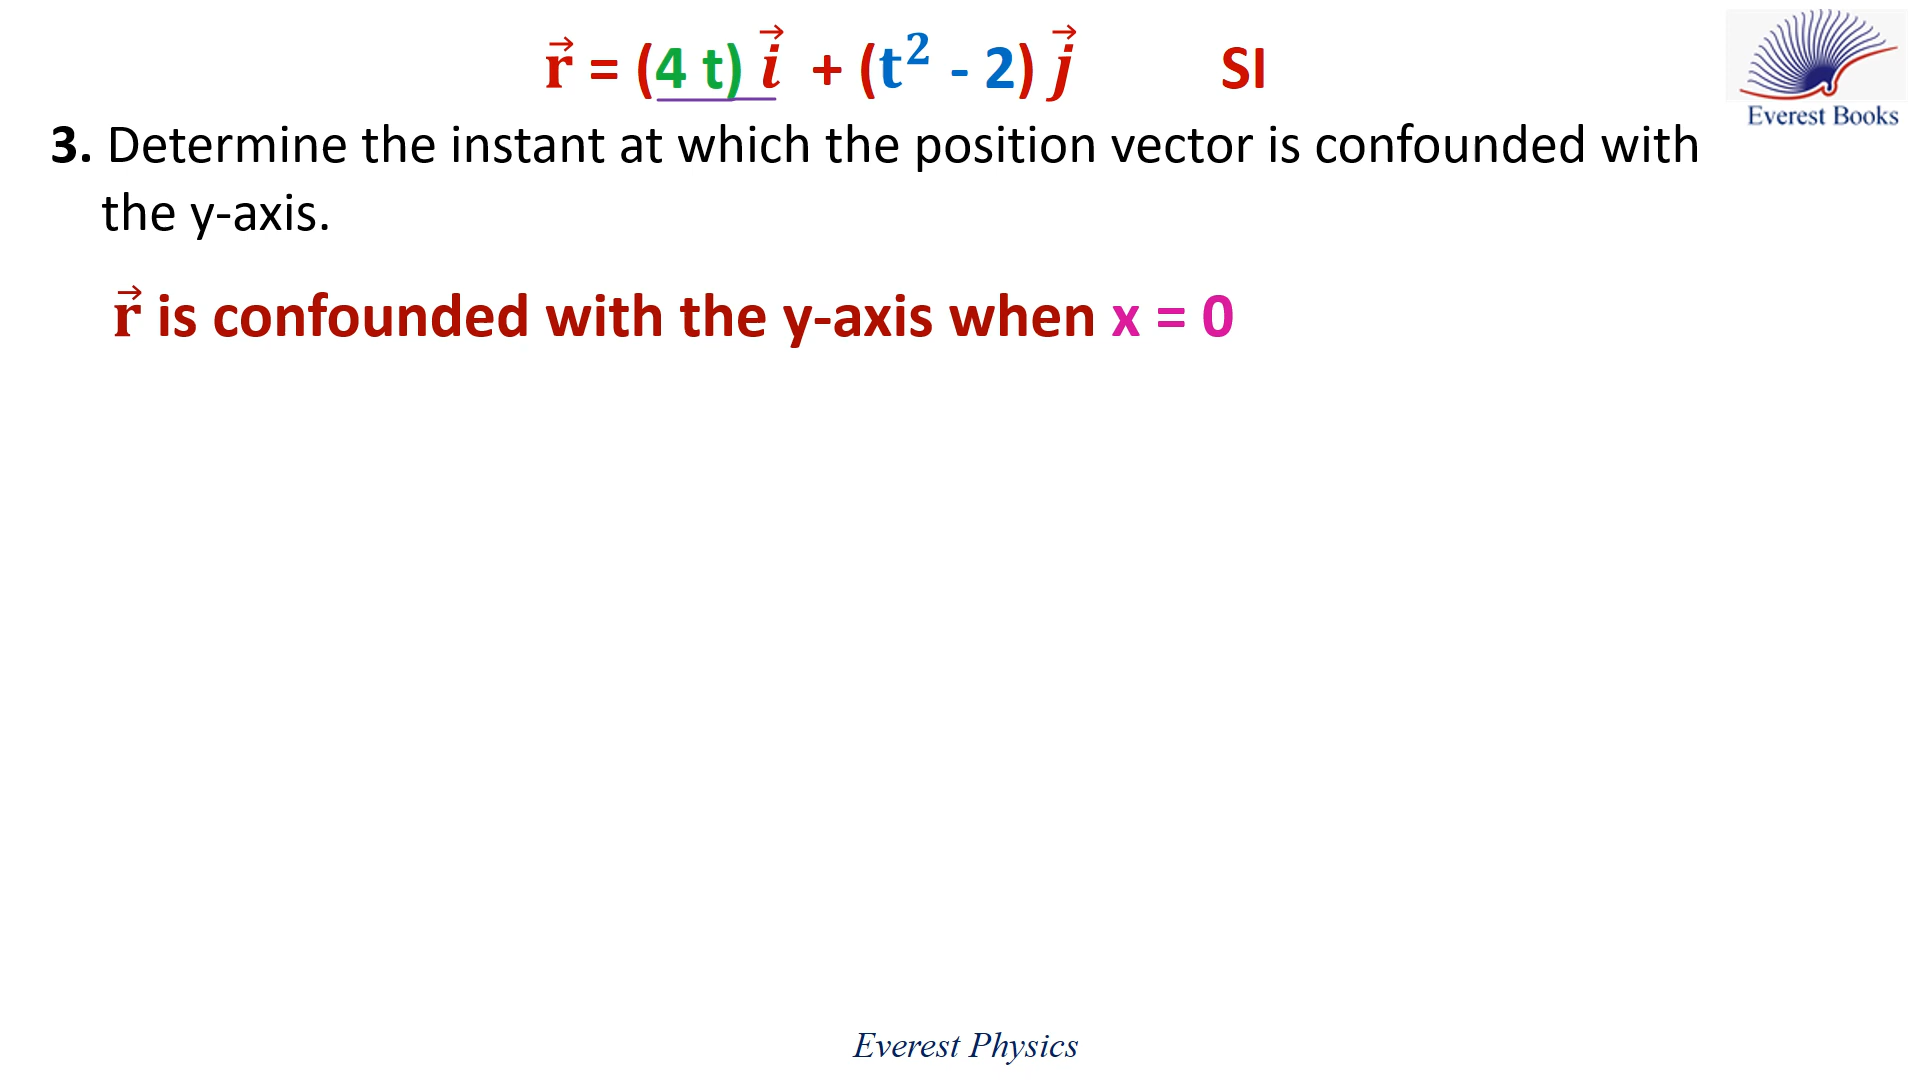 r⃗ = (4 t) i⃗ + (t² - 2) j⃗ SI
Everest Books
3. Determine the instant at which the position vector is confounded with
the y-axis.
r⃗ is confounded with the y-axis when x = 0
Everest Physics